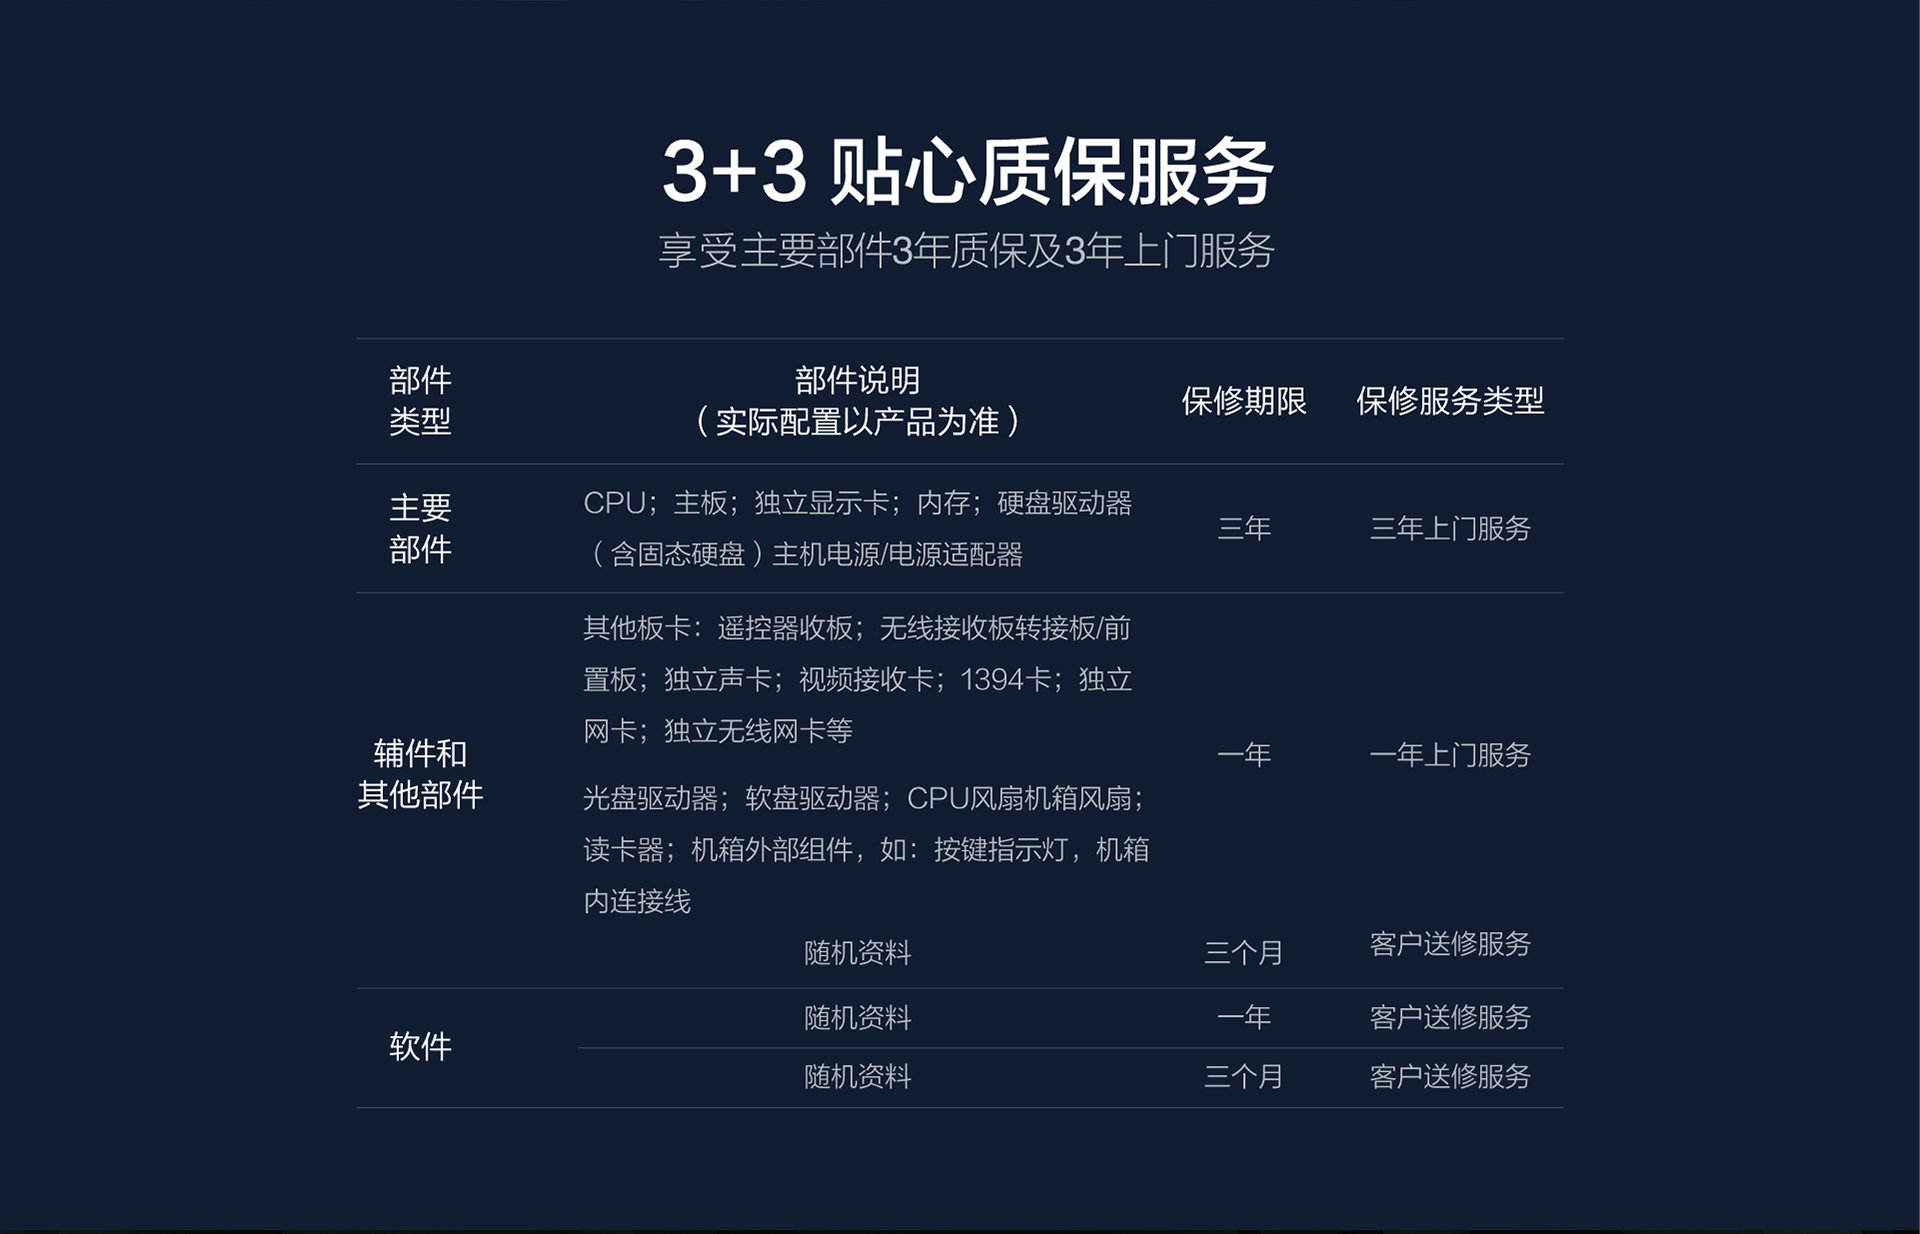 3+3 贴心质保服务
享受主要部件3年质保及3年上门服务
部件
类型
部件说明
（实际配置以产品为准）
保修期限
保修服务类型
主要
部件
CPU；主板；独立显示卡；内存；硬盘驱动器
（含固态硬盘）主机电源/电源适配器
三年
三年上门服务
辅件和
其他部件
其他板卡：遥控器收板；无线接收板转接板/前
置板；独立声卡；视频接收卡；1394卡；独立
网卡；独立无线网卡等
光盘驱动器；软盘驱动器；CPU风扇机箱风扇；
读卡器；机箱外部组件，如：按键指示灯，机箱
内连接线
一年
一年上门服务
随机资料
三个月
客户送修服务
软件
随机资料
一年
客户送修服务
随机资料
三个月
客户送修服务